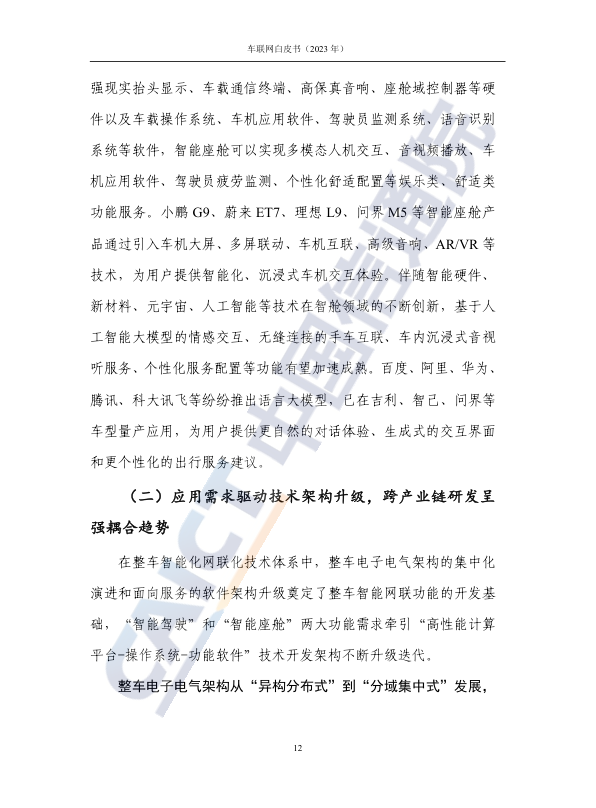 车联网白皮书（2023 年）
强现实抬头显示、车载通信终端、高保真音响、座舱域控制器等硬
件以及车载操作系统、车机应用软件、驾驶员监测系统、语音识别
系统等软件，智能座舱可以实现多模态人机交互、音视频播放、车
机应用软件、驾驶员疲劳监测、个性化舒适配置等娱乐类、舒适类
功能服务。小鹏 G9、蔚来 ET7、理想 L9、问界 M5 等智能座舱产
品通过引入车机大屏、多屏联动、车机互联、高级音响、AR/VR 等
技术，为用户提供智能化、沉浸式车机交互体验。伴随智能硬件、
新材料、元宇宙、人工智能等技术在智舱领域的不断创新，基于人
工智能大模型的情感交互、无缝连接的手车互联、车内沉浸式音视
听服务、个性化服务配置等功能有望加速成熟。百度、阿里、华为、
腾讯、科大讯飞等纷纷推出语言大模型，已在吉利、智己、问界等
车型量产应用，为用户提供更自然的对话体验、生成式的交互界面
和更个性化的出行服务建议。
（二）应用需求驱动技术架构升级，跨产业链研发呈
强耦合趋势
在整车智能化网联化技术体系中，整车电子电气架构的集中化
演进和面向服务的软件架构升级奠定了整车智能网联功能的开发基
础，“智能驾驶”和“智能座舱”两大功能需求牵引“高性能计算
平台-操作系统-功能软件”技术开发架构不断升级迭代。
整车电子电气架构从“异构分布式”到“分域集中式”发展，
12
CAICT 中国信通院